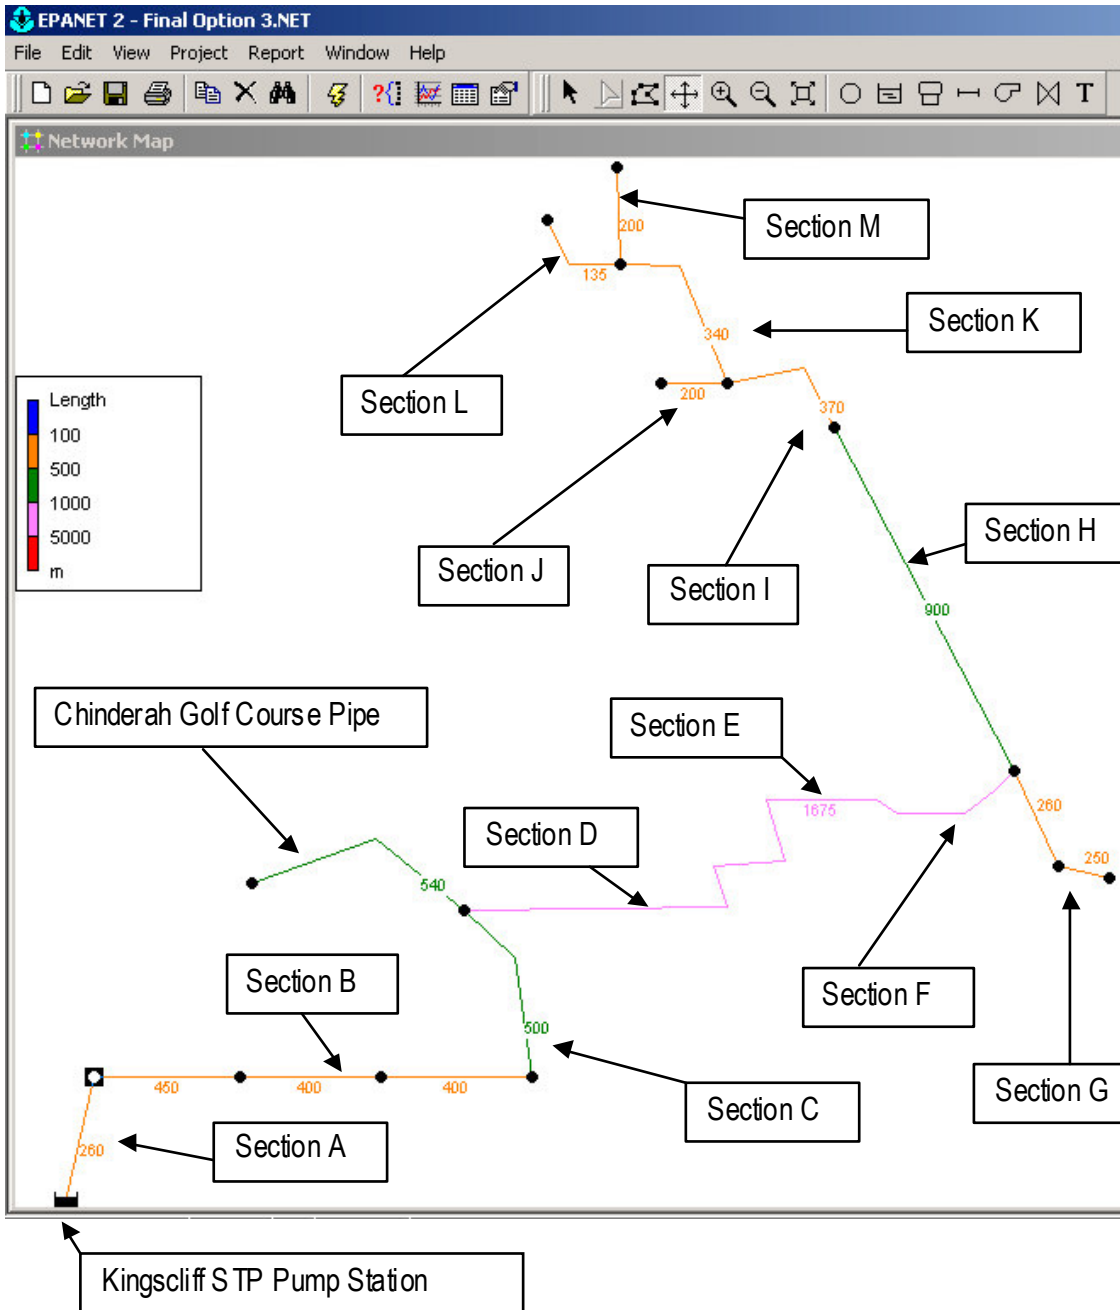 EPANET 2 - Final Option 3.NET
File Edit View Project Report Window Help
T
Network Map
Section M
200
135
Section K
340
Section L
200
370
Length
100
500
1000
5000
m
Section H
Section J
Section I
900
Chinderah Golf Course Pipe
Section E
1675
260
Section D
250
540
Section B
Section F
500
450
400
400
Section C
Section G
Section A
260
Kingscliff STP Pump Station